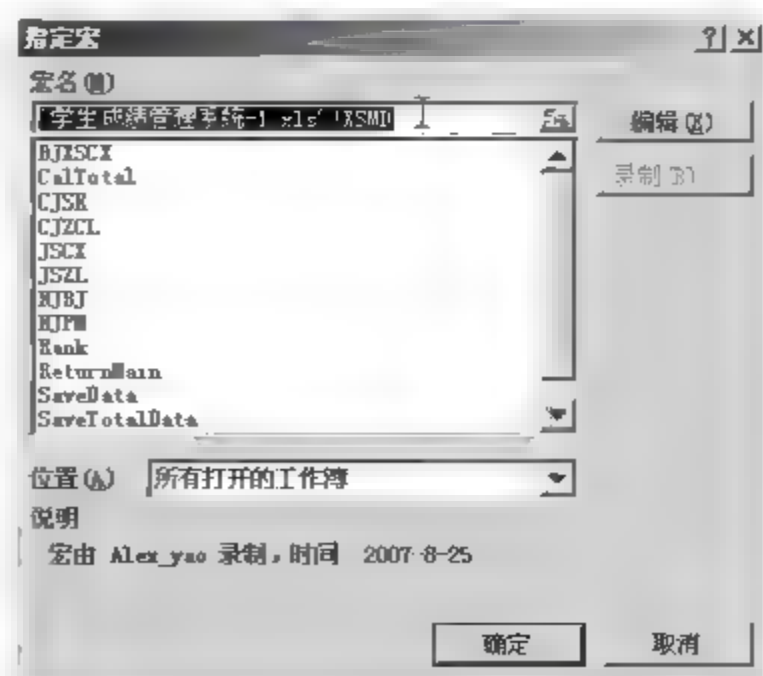 指定宏
宏名(M)
'学生成绩管理系统-1.xls'!XSMD
编辑(E)
录制(R)
BJXSCX
CalTotal
CJSR
CJZCL
JSCX
JSZL
NJBJ
NJPM
Rank
ReturnMain
SaveData
SaveTotalData
位置(A) 所有打开的工作簿
说明
宏由 Alex_yao 录制，时间 2007-8-25
确定 取消